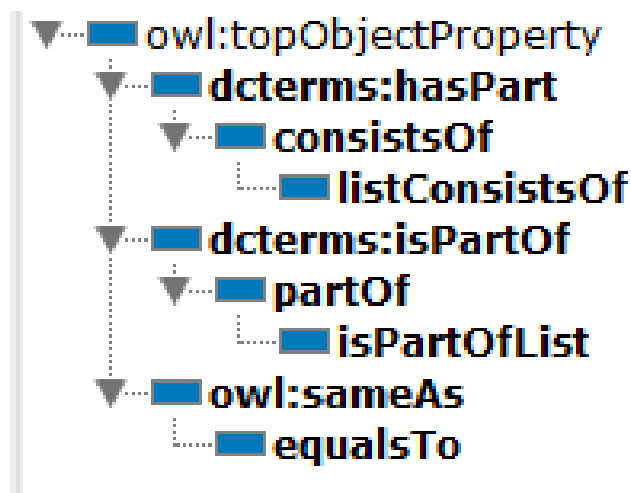 owl:topObjectProperty
dcterms:hasPart
consistsOf
listConsistsOf
dcterms:isPartOf
partOf
isPartOfList
owl:sameAs
equalsTo